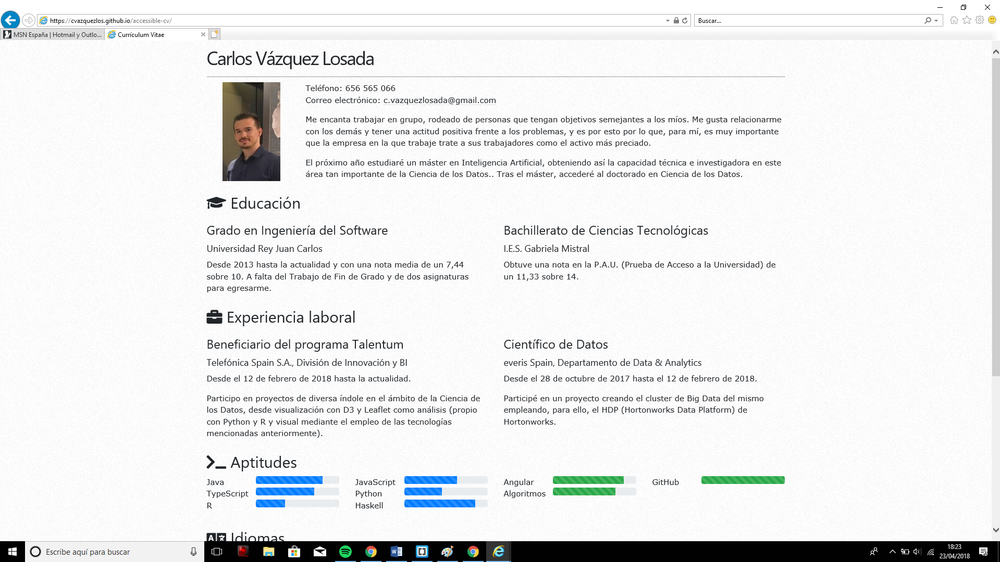 https://cvazquezlos.github.io/accessible-cv/
Buscar...
MSN España | Hotmail y Outlo...
Currículum Vitae
Carlos Vázquez Losada
Teléfono: 656 565 066
Correo electrónico: c.vazquezlosada@gmail.com
Me encanta trabajar en grupo, rodeado de personas que tengan objetivos semejantes a los míos. Me gusta relacionarme
con los demás y tener una actitud positiva frente a los problemas, y es por esto por lo que, para mí, es muy importante
que la empresa en la que trabaje trate a sus trabajadores como el activo más preciado.
El próximo año estudiaré un máster en Inteligencia Artificial, obteniendo así la capacidad técnica e investigadora en este
área tan importante de la Ciencia de los Datos.. Tras el máster, accederé al doctorado en Ciencia de los Datos.
Educación
Grado en Ingeniería del Software
Universidad Rey Juan Carlos
Desde 2013 hasta la actualidad y con una nota media de un 7,44
sobre 10. A falta del Trabajo de Fin de Grado y de dos asignaturas
para egresarme.
Bachillerato de Ciencias Tecnológicas
I.E.S. Gabriela Mistral
Obtuve una nota en la P.A.U. (Prueba de Acceso a la Universidad) de
un 11,33 sobre 14.
Experiencia laboral
Beneficiario del programa Talentum
Telefónica Spain S.A., División de Innovación y BI
Desde el 12 de febrero de 2018 hasta la actualidad.
Participo en proyectos de diversa índole en el ámbito de la Ciencia de
los Datos, desde visualización con D3 y Leaflet como análisis (propio
con Python y R y visual mediante el empleo de las tecnologías
mencionadas anteriormente).
Científico de Datos
everis Spain, Departamento de Data & Analytics
Desde el 28 de octubre de 2017 hasta el 12 de febrero de 2018.
Participé en un proyecto creando el cluster de Big Data del mismo
empleando, para ello, el HDP (Hortonworks Data Platform) de
Hortonworks.
Aptitudes
Java
TypeScript
R
JavaScript
Python
Haskell
Angular
Algoritmos
GitHub
Idiomas
Escribe aquí para buscar
18:23
23/04/2018